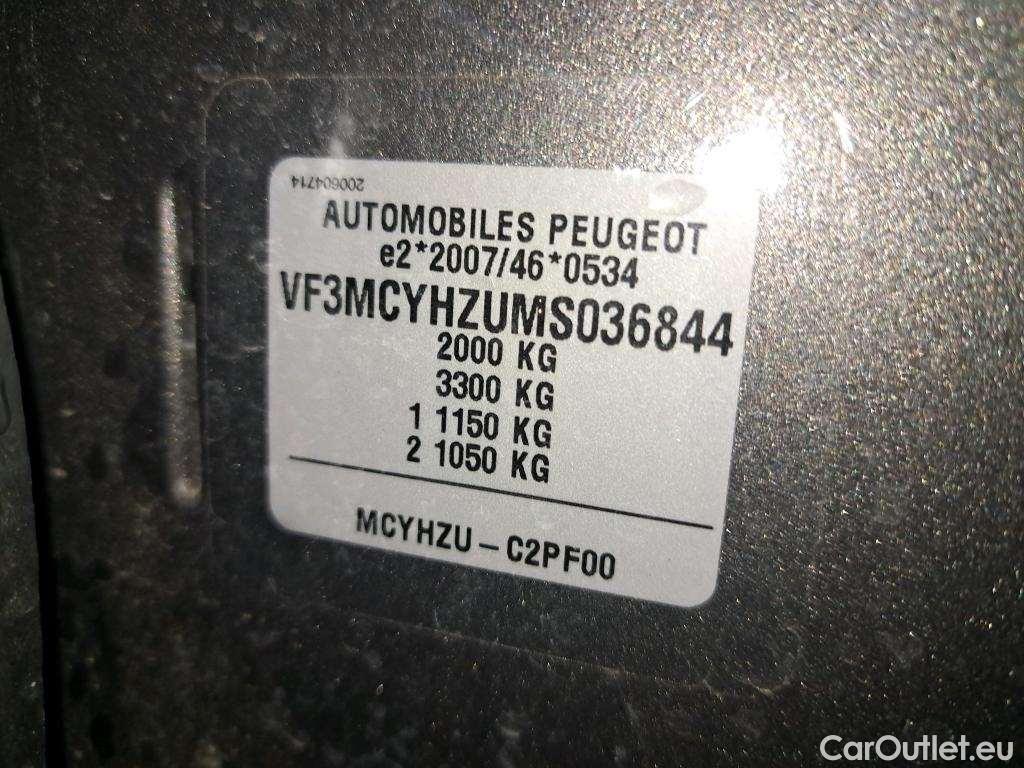 200604714
AUTOMOBILES PEUGEOT
e2*2007/46*0534
VF3MCYHZUMS036844
2000 KG
3300 KG
1 1150 KG
2 1050 KG
MCYHZU – C2PF00
CarOutlet.eu